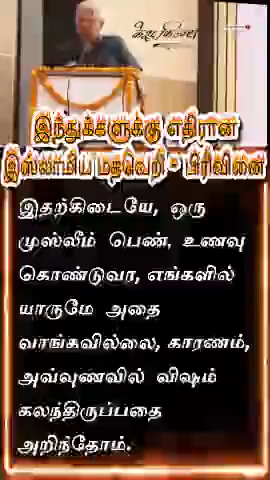 இந்துக்களுக்கு எதிரான
இஸ்லாமிய மதவெறி - பிரிவினை
இதற்கிடையே, ஒரு
முஸ்லீம் பெண், உணவு
கொண்டுவர, எங்களில்
யாருமே அதை
வாங்கவில்லை, காரணம்,
அவ்வுணவில் விஷம்
கலந்திருப்பதை
அறிந்தோம்.